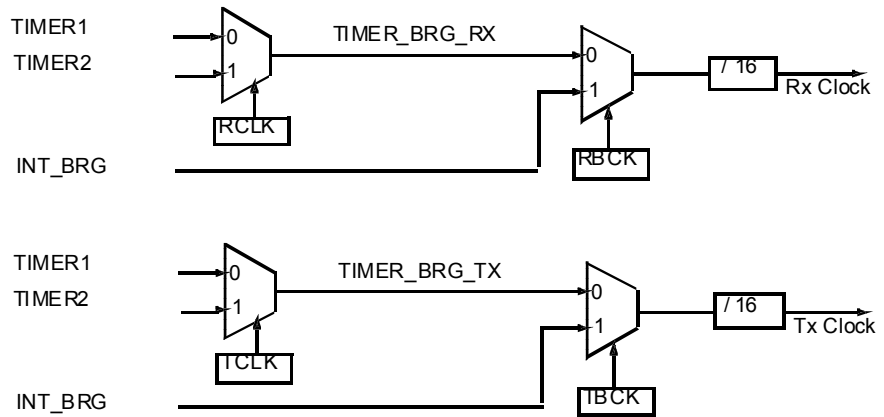 TIMER1
TIMER2
0
1
TIMER_BRG_RX
0
1
/ 16
Rx Clock
RCLK
INT_BRG
RBCK
TIMER1
TIMER2
0
1
TIMER_BRG_TX
0
1
/ 16
Tx Clock
TCLK
INT_BRG
TBCK